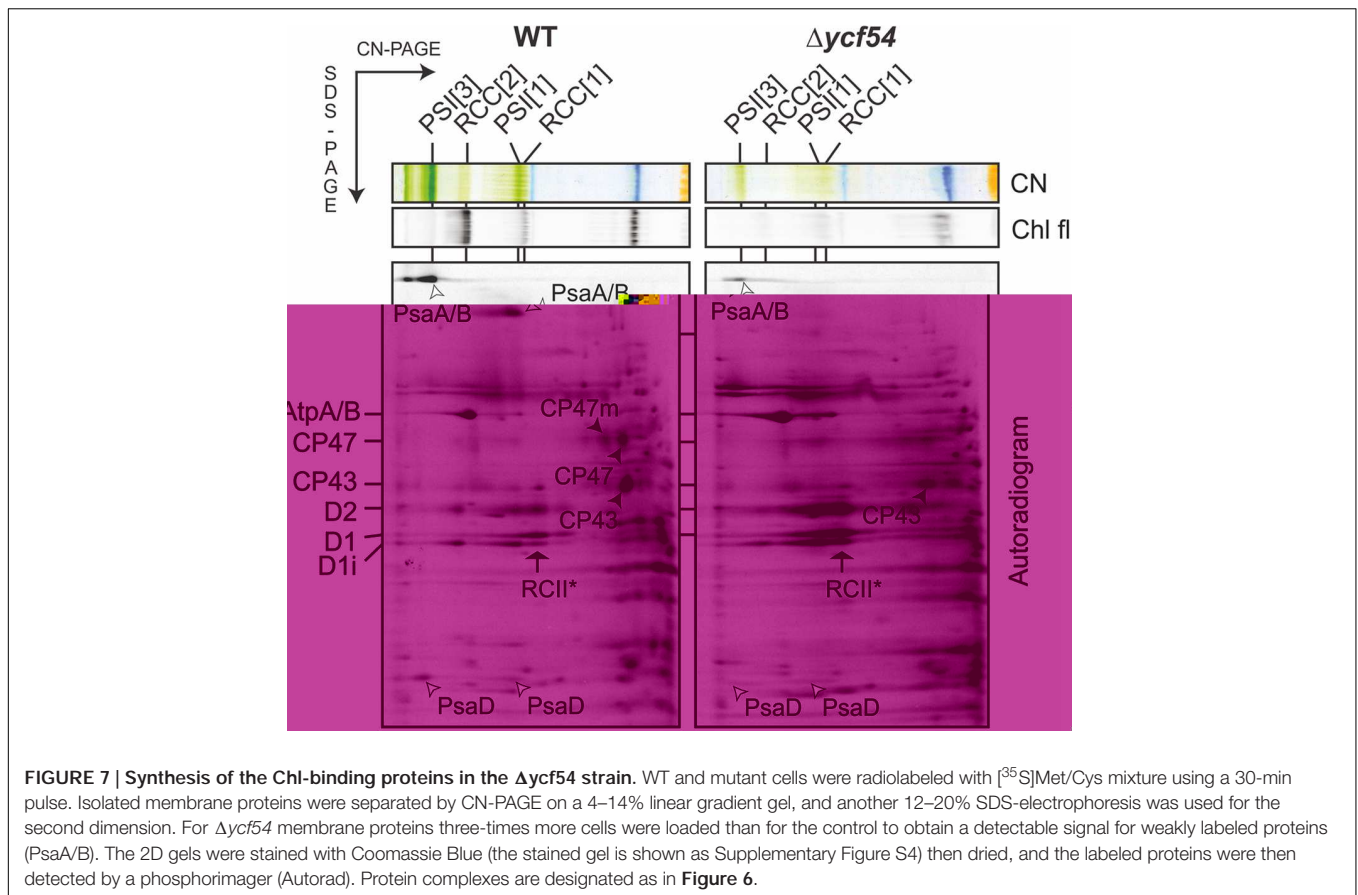 WT
Δycf54
CN-PAGE
SDS-PAGE
PSI[3]
RCC[2]
PSI[1]
RCC[1]
PSI[3]
RCC[2]
PSI[1]
RCC[1]
CN
Chl fl
PsaA/B
PsaA/B
PsaA/B
AtpA/B
CP47
CP43
D2
D1
D1i
CP47m
CP47
CP43
RCII*
PsaD
PsaD
CP43
RCII*
PsaD
PsaD
Autoradiogram
FIGURE 7 | Synthesis of the Chl-binding proteins in the Δycf54 strain. WT and mutant cells were radiolabeled with [³⁵S]Met/Cys mixture using a 30-min
pulse. Isolated membrane proteins were separated by CN-PAGE on a 4–14% linear gradient gel, and another 12–20% SDS-electrophoresis was used for the
second dimension. For Δycf54 membrane proteins three-times more cells were loaded than for the control to obtain a detectable signal for weakly labeled proteins
(PsaA/B). The 2D gels were stained with Coomassie Blue (the stained gel is shown as Supplementary Figure S4) then dried, and the labeled proteins were then
detected by a phosphorimager (Autorad). Protein complexes are designated as in Figure 6.